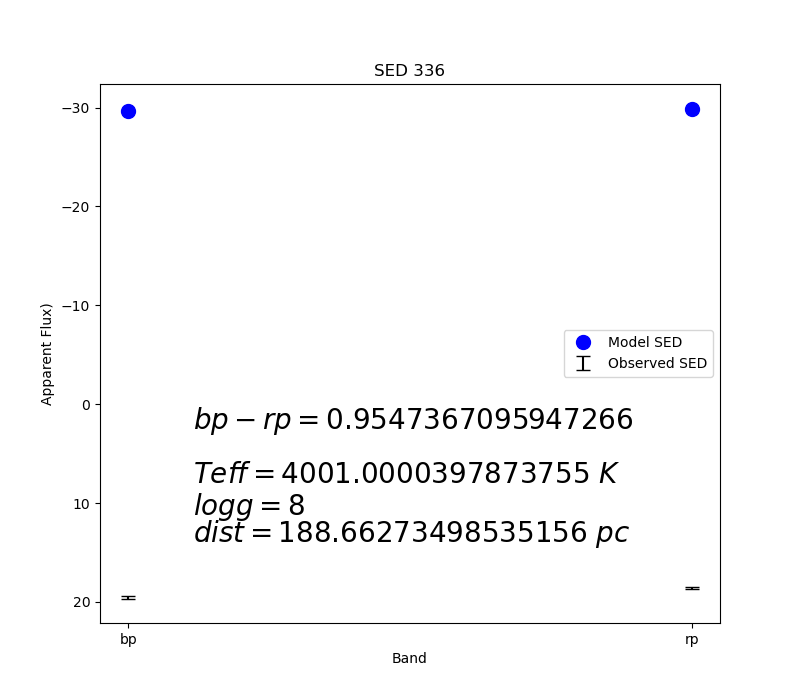 SED 336
Apparent Flux)
−30
−20
−10
0
10
20
Model SED
Observed SED
bp − rp = 0.9547367095947266
Teff = 4001.0000397873755 K
logg = 8
dist = 188.66273498535156 pc
bp
rp
Band